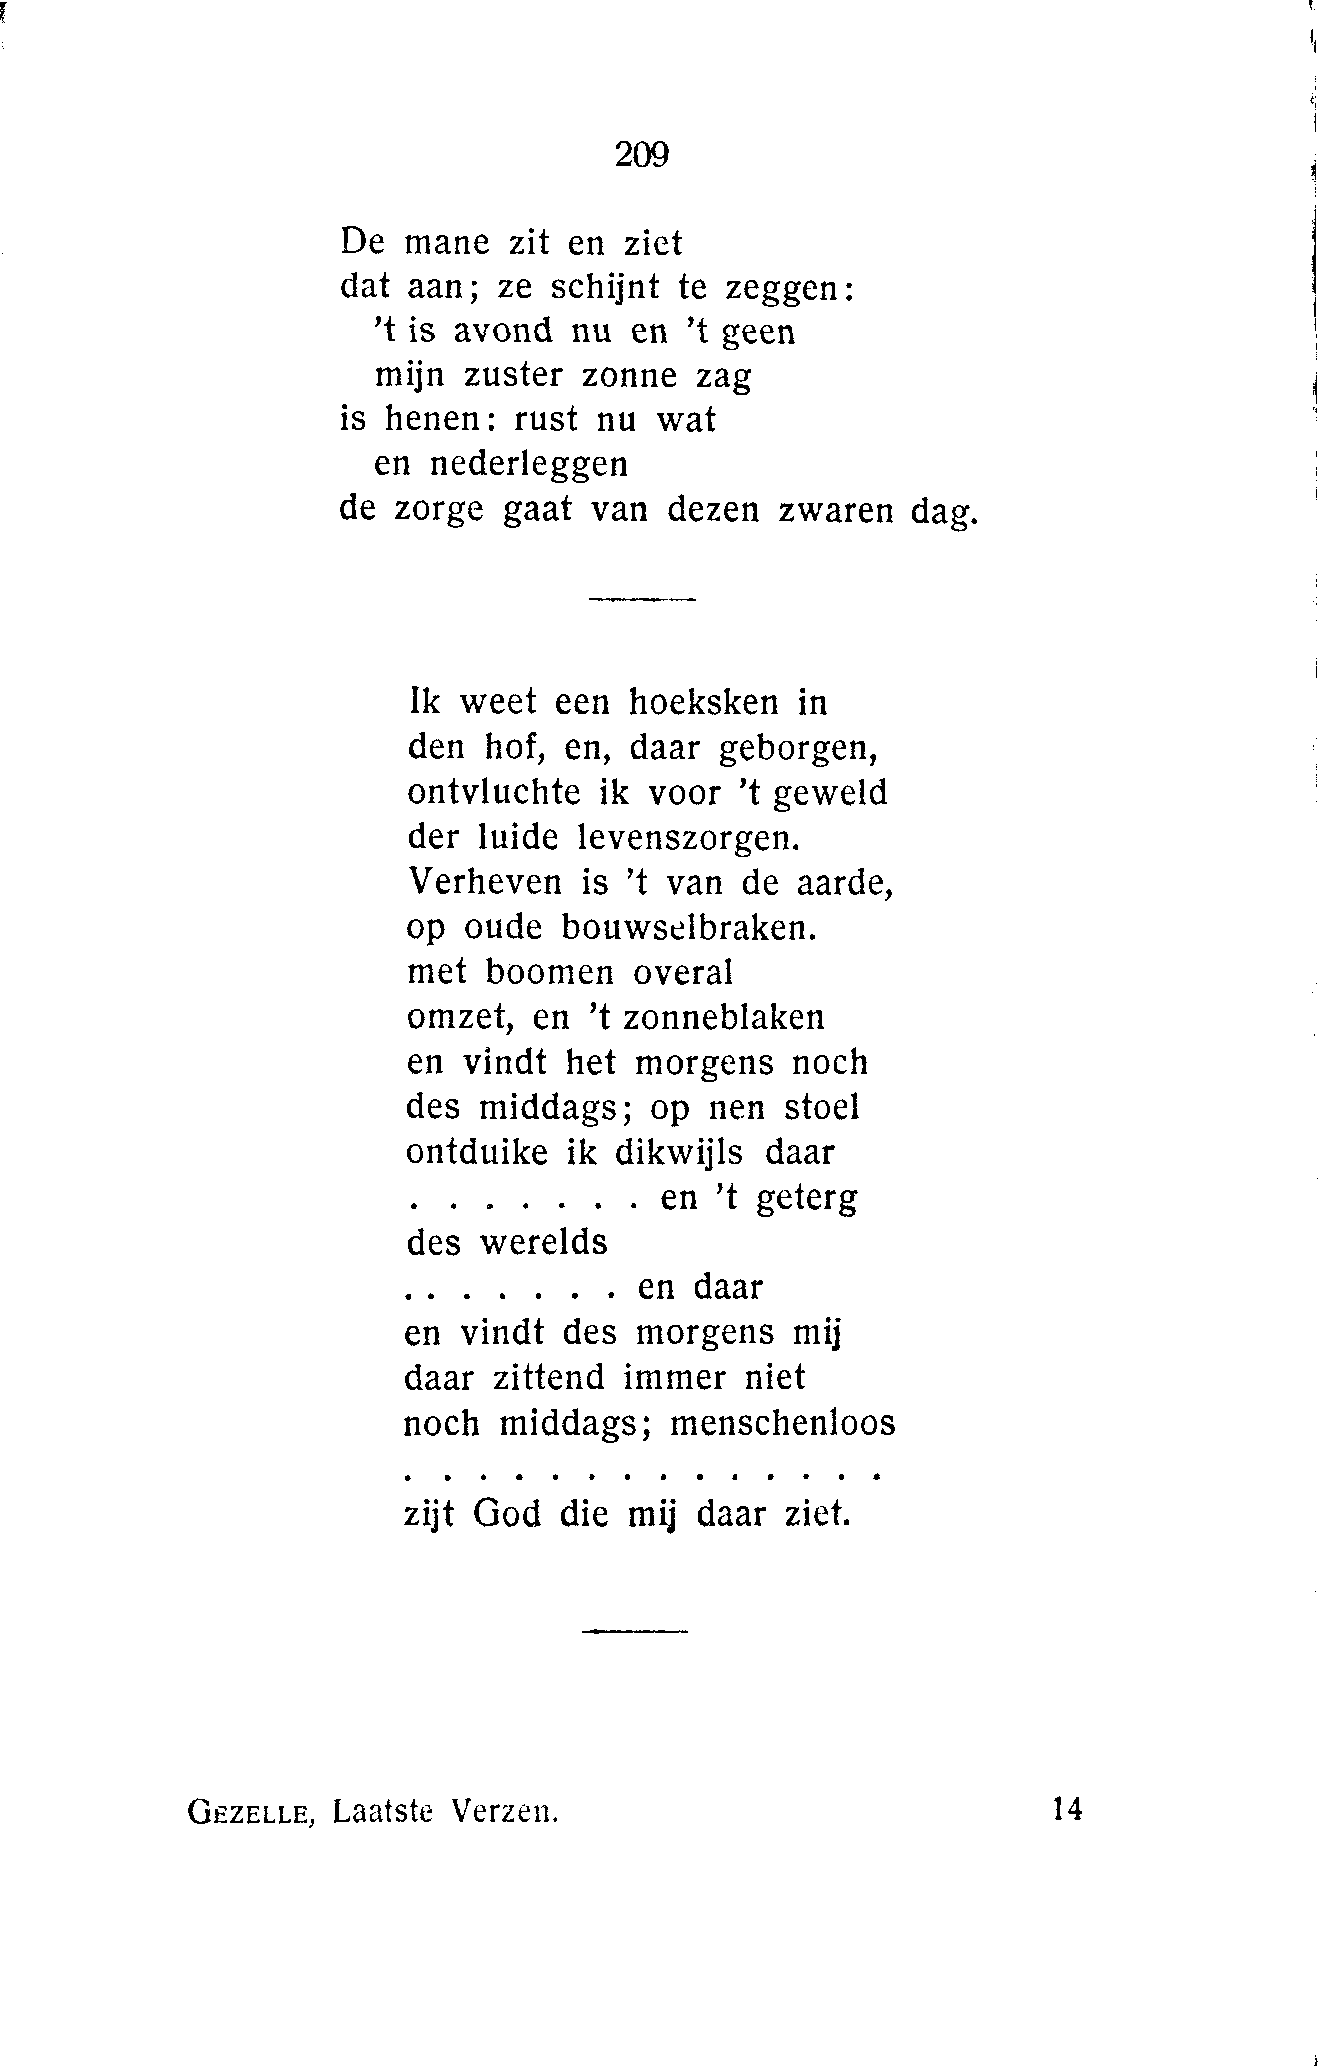 209
De mane zit en ziet
dat aan; ze schijnt te zeggen:
't is avond nu en 't geen
mijn zuster zonne zag
is henen: rust nu wat
en nederleggen
de zorge gaat van dezen zwaren dag.
Ik weet een hoeksken in
den hof, en, daar geborgen,
ontvluchte ik voor 't geweld
der luide levenszorgen.
Verheven is 't van de aarde,
op oude bouwselbraken.
met boomen overal
omzet, en 't zonneblaken
en vindt het morgens noch
des middags; op nen stoel
ontduike ik dikwijls daar
. . . . . . . en 't geterg
des werelds
. . . . . . . en daar
en vindt des morgens mij
daar zittend immer niet
noch middags; menschenloos
. . . . . . . . . . . . . .
zijt God die mij daar ziet.
GEZELLE, Laatste Verzen. 14